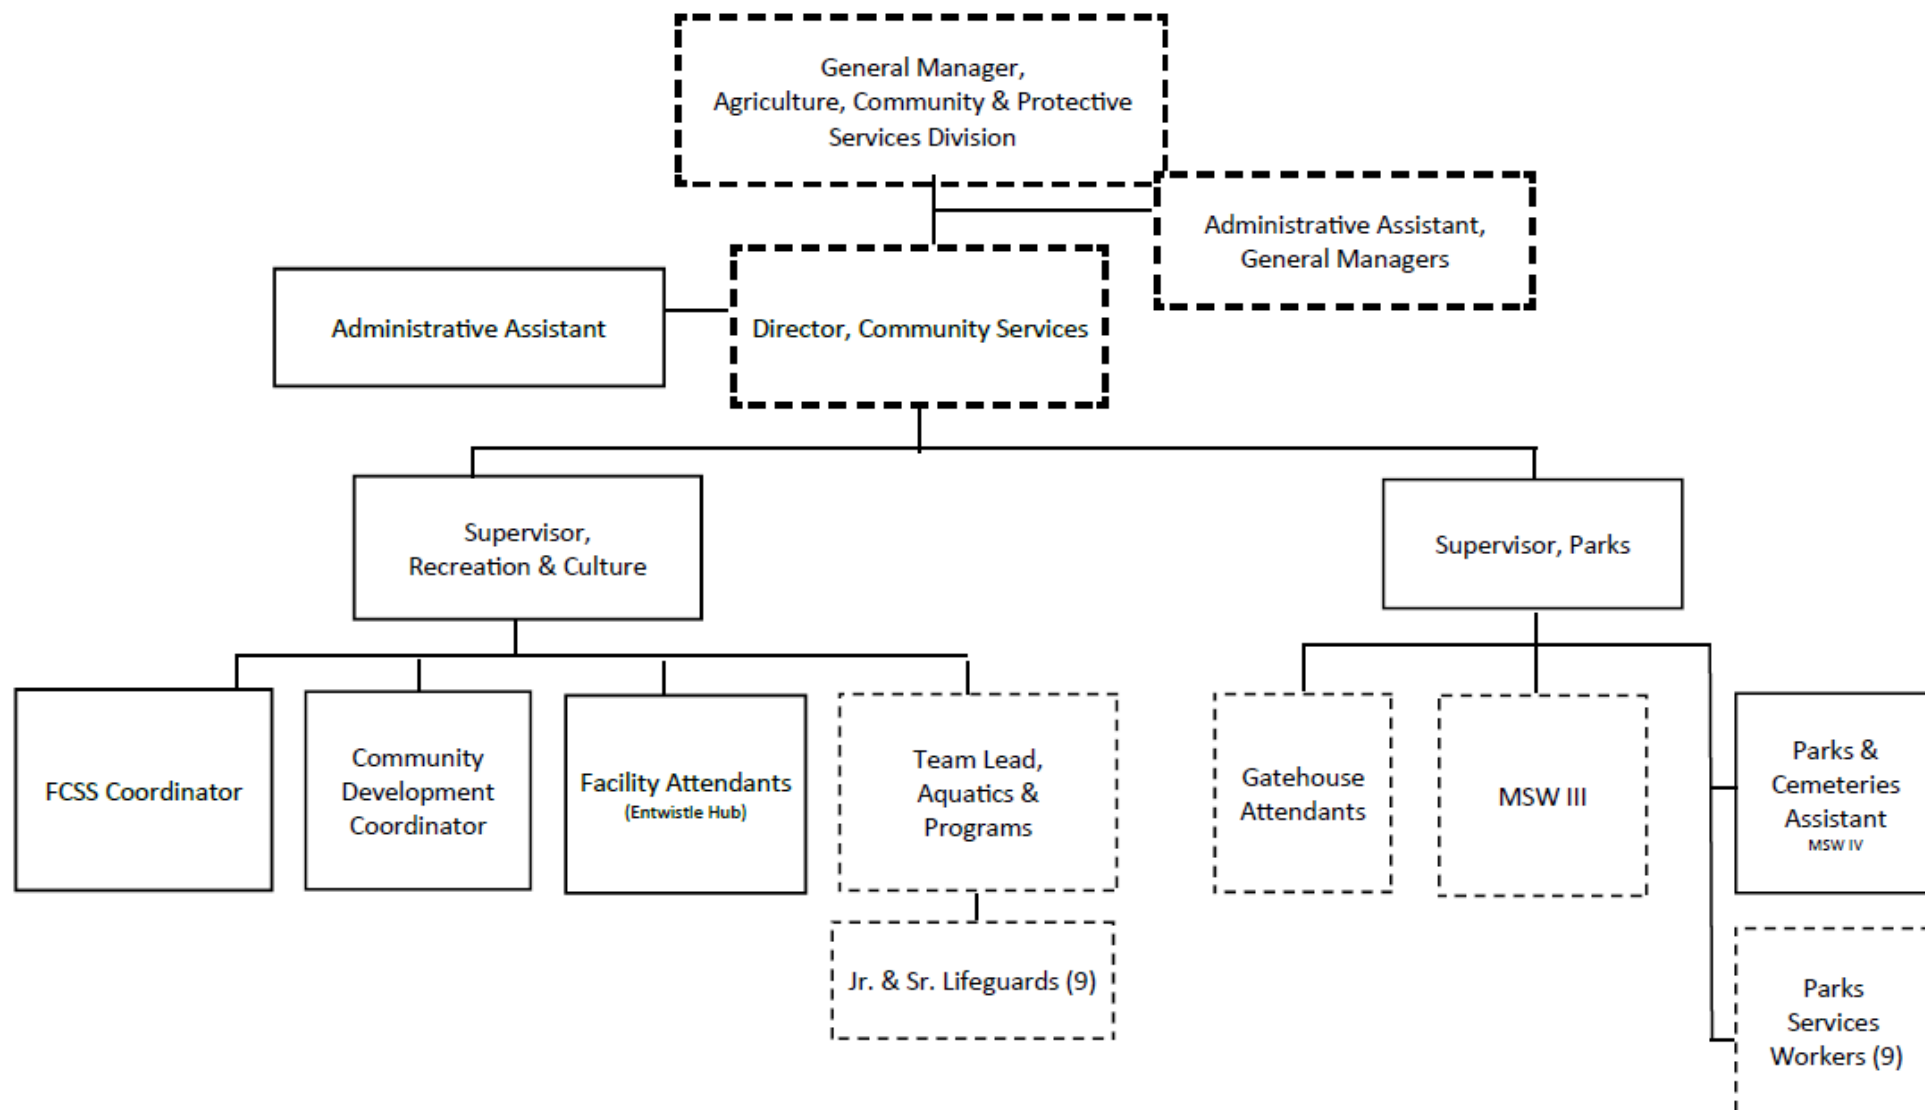 General Manager,
Agriculture, Community & Protective
Services Division
Administrative Assistant,
General Managers
Administrative Assistant
Director, Community Services
Supervisor,
Recreation & Culture
Supervisor, Parks
FCSS Coordinator
Community
Development
Coordinator
Facility Attendants
(Entwistle Hub)
Team Lead,
Aquatics &
Programs
Gatehouse
Attendants
MSW III
Parks &
Cemeteries
Assistant
MSW IV
Jr. & Sr. Lifeguards (9)
Parks
Services
Workers (9)